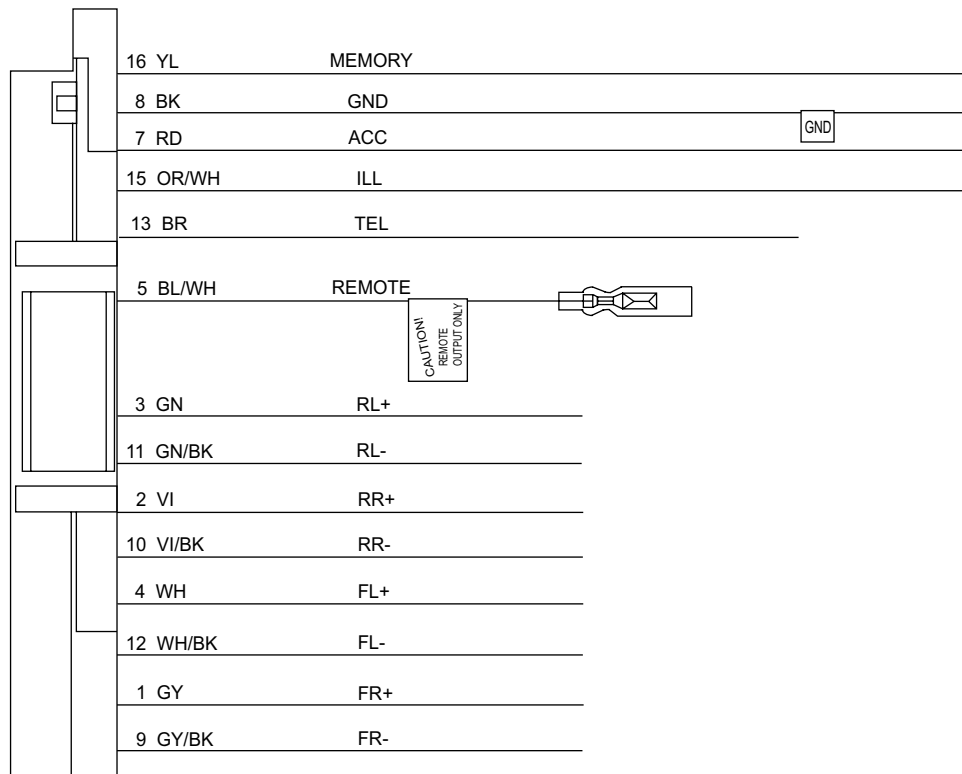 16 YL MEMORY
8 BK GND
GND
7 RD ACC
15 OR/WH ILL
13 BR TEL
5 BL/WH REMOTE
CAUTION!
REMOTE
OUTPUT ONLY
3 GN RL+
11 GN/BK RL-
2 VI RR+
10 VI/BK RR-
4 WH FL+
12 WH/BK FL-
1 GY FR+
9 GY/BK FR-